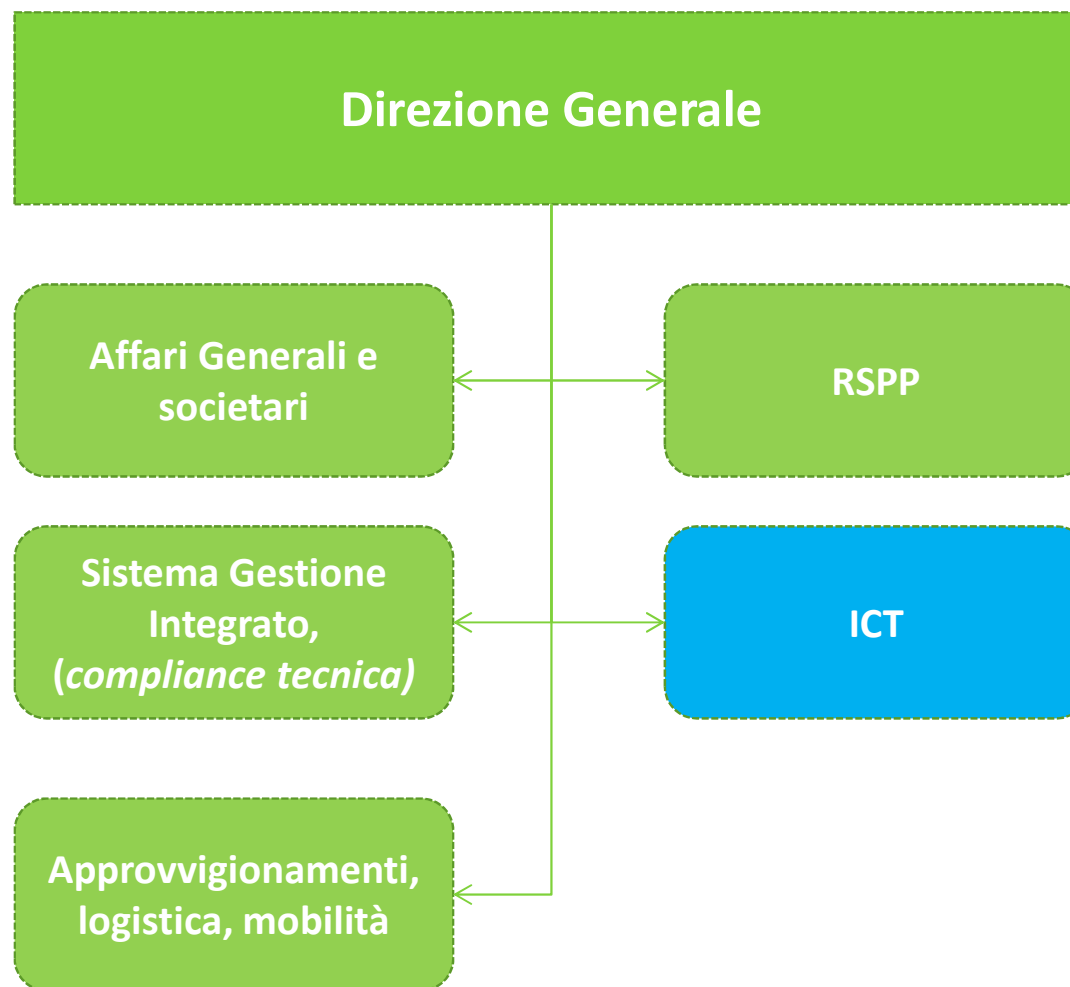 Direzione Generale
Affari Generali e
societari
RSPP
Sistema Gestione
Integrato,
(compliance tecnica)
ICT
Approvvigionamenti,
logistica, mobilità